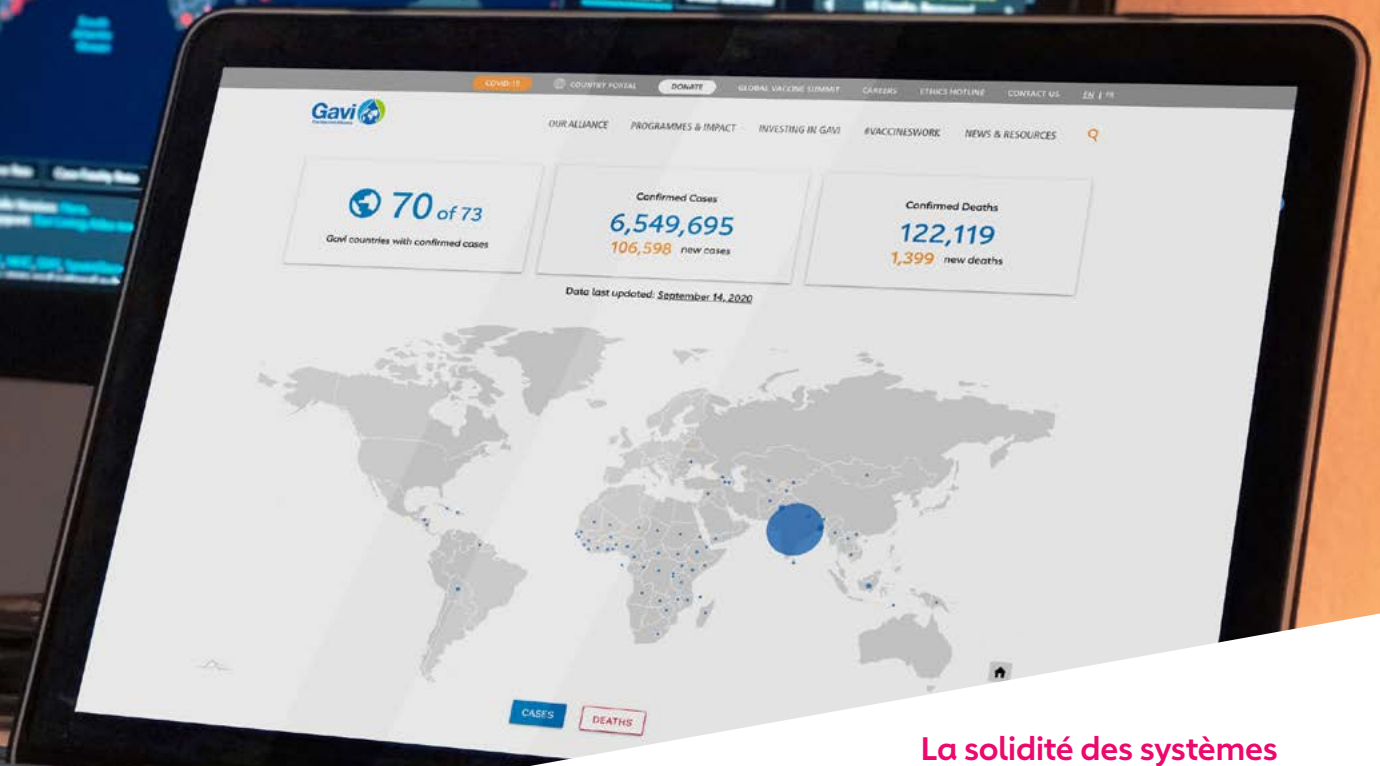 COVID-19
COUNTRY PORTAL
DONATE
GLOBAL VACCINE SUMMIT
CAREERS
ETHICS HOTLINE
CONTACT US
EN | FR
Gavi
OUR ALLIANCE
PROGRAMMES & IMPACT
INVESTING IN GAVI
#VACCINESWORK
NEWS & RESOURCES
70 of 73
Gavi countries with confirmed cases
Confirmed Cases
6,549,695
106,598 new cases
Confirmed Deaths
122,119
1,399 new deaths
Data last updated: September 14, 2020
CASES
DEATHS
La solidité des systèmes